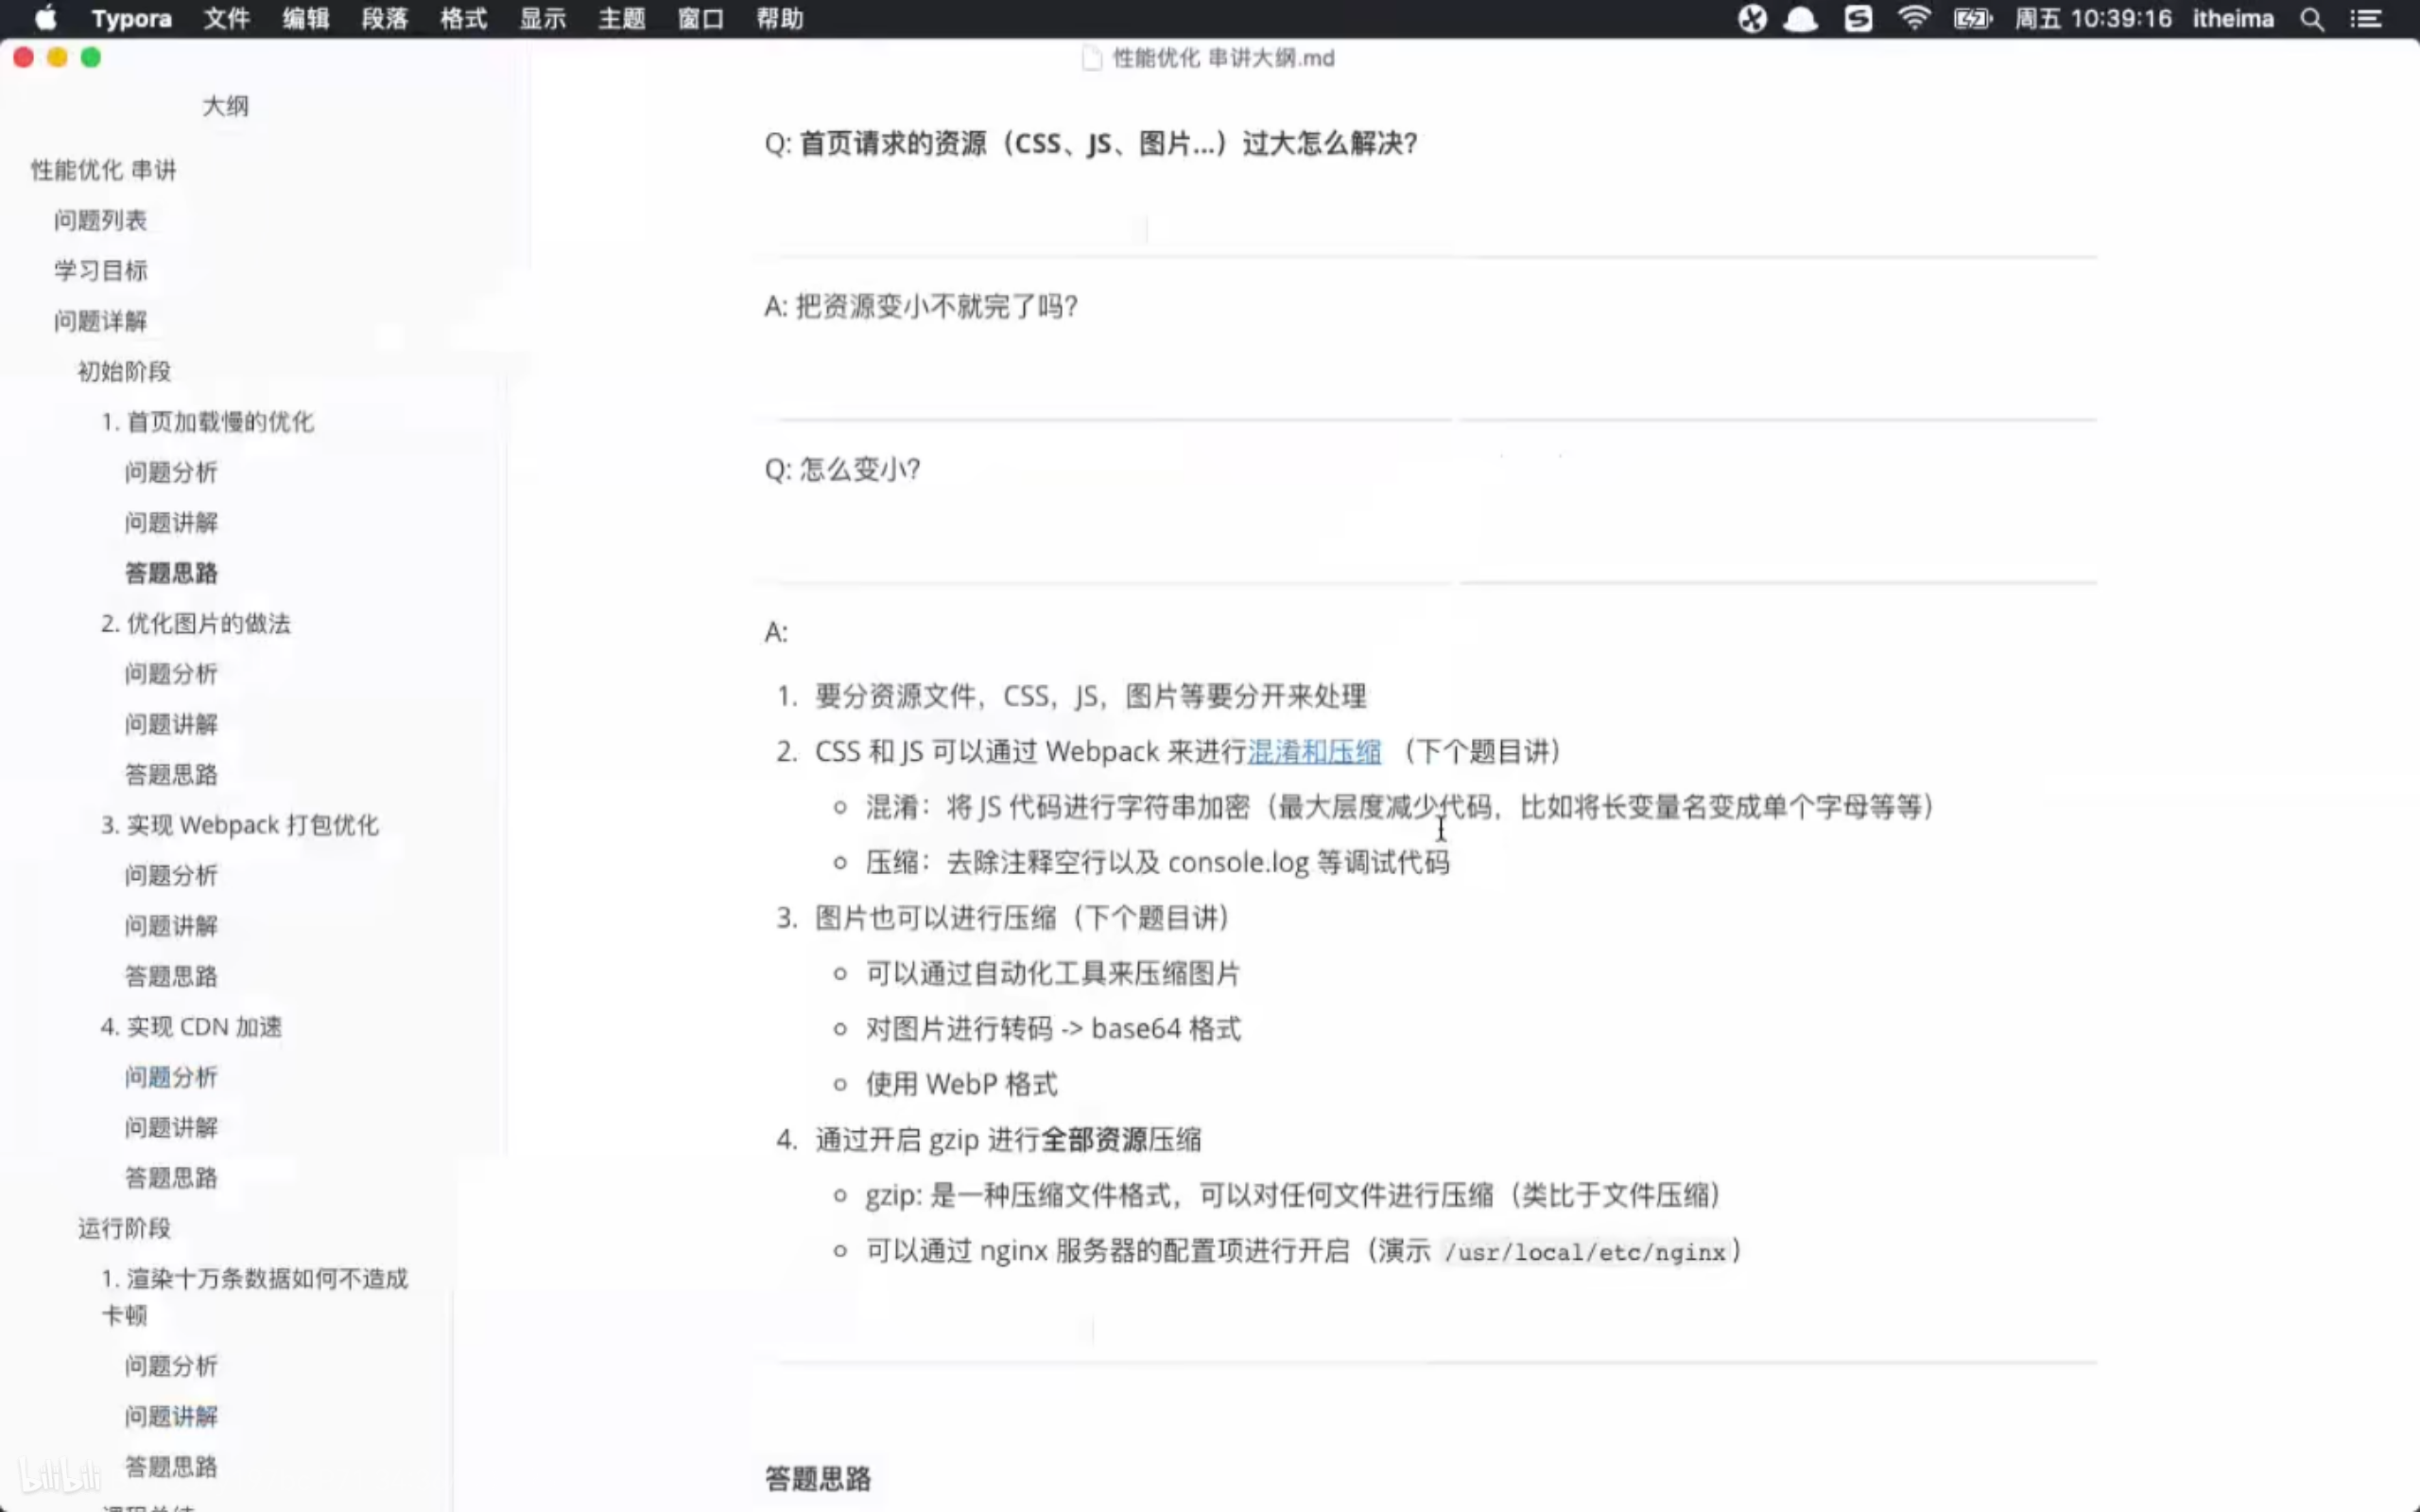 Typora 文件 编辑 段落 格式 显示 主题 窗口 帮助 周五 10:39:16 itheima
性能优化 串讲大纲.md
大纲
性能优化 串讲
问题列表
学习目标
问题详解
初始阶段
1. 首页加载慢的优化
问题分析
问题讲解
答题思路
2. 优化图片的做法
问题分析
问题讲解
答题思路
3. 实现 Webpack 打包优化
问题分析
问题讲解
答题思路
4. 实现 CDN 加速
问题分析
问题讲解
答题思路
运行阶段
1. 渲染十万条数据如何不造成
卡顿
问题分析
问题讲解
答题思路
Q: 首页请求的资源（CSS、JS、图片...）过大怎么解决？
A: 把资源变小不就完了吗？
Q: 怎么变小？
A:
1. 要分资源文件，CSS，JS，图片等要分开来处理
2. CSS 和 JS 可以通过 Webpack 来进行混淆和压缩 （下个题目讲）
混淆：将 JS 代码进行字符串加密（最大层度减少代码，比如将长变量名变成单个字母等等）
压缩：去除注释空行以及 console.log 等调试代码
3. 图片也可以进行压缩（下个题目讲）
可以通过自动化工具来压缩图片
对图片进行转码 -> base64 格式
使用 WebP 格式
4. 通过开启 gzip 进行全部资源压缩
gzip: 是一种压缩文件格式，可以对任何文件进行压缩（类比于文件压缩）
可以通过 nginx 服务器的配置项进行开启（演示 /usr/local/etc/nginx）
答题思路
bilibili